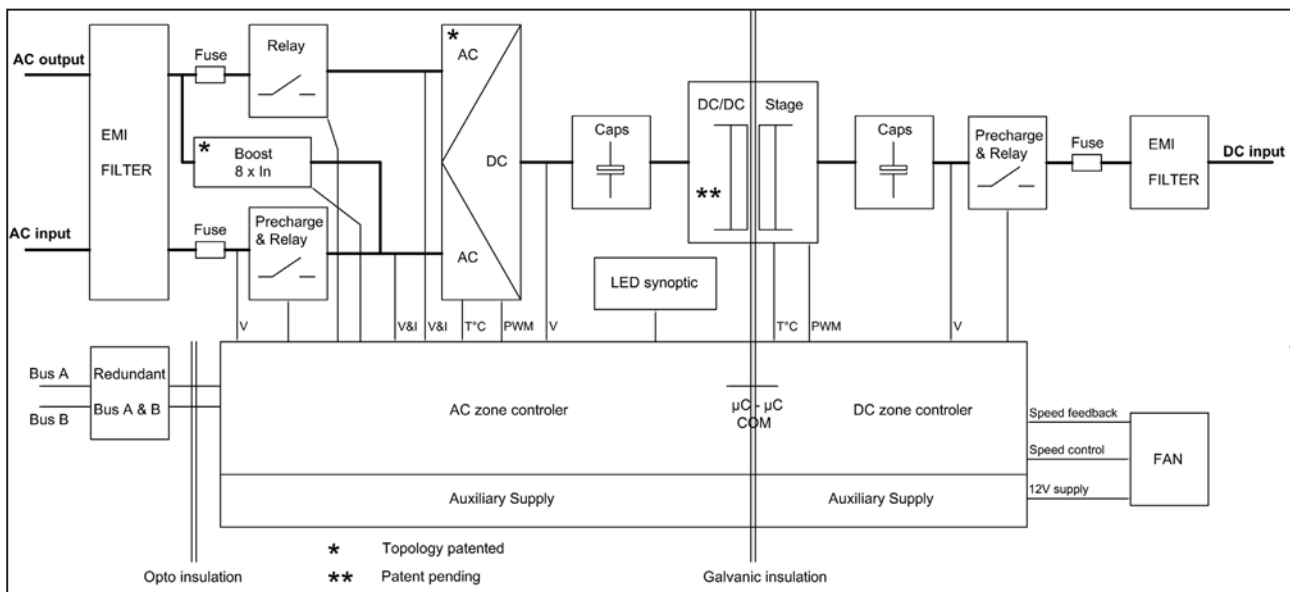 AC output
EMI
FILTER
AC input
Fuse
Relay
*
Boost
8 x In
Fuse
Precharge
& Relay
*
AC
DC
AC
Caps
DC/DC
Stage
**
Caps
Precharge
& Relay
Fuse
EMI
FILTER
DC input
LED synoptic
V
V&I
V&I
T°C
PWM
V
T°C
PWM
V
Bus A
Bus B
Redundant
Bus A & B
AC zone controler
µC - µC
COM
DC zone controler
Speed feedback
Speed control
12V supply
FAN
Auxiliary Supply
Auxiliary Supply
* Topology patented
** Patent pending
Opto insulation
Galvanic insulation